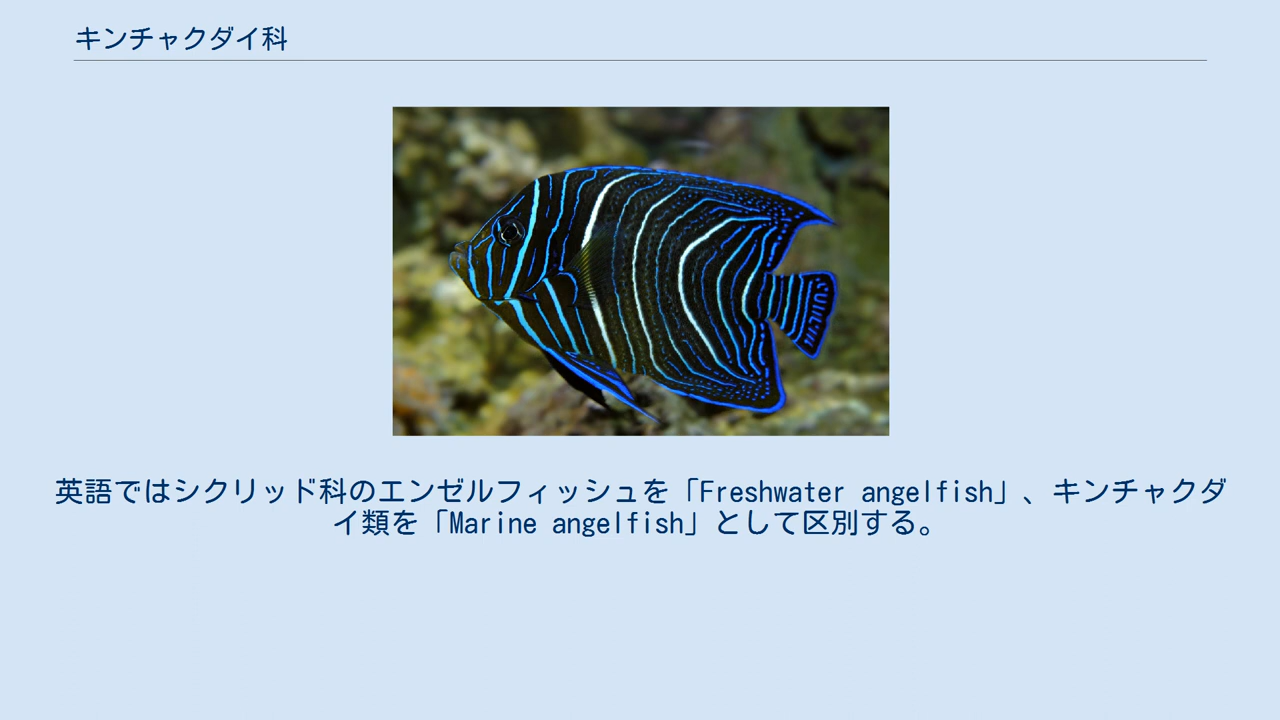 キンチャクダイ科
英語ではシクリッド科のエンゼルフィッシュを「Freshwater angelfish」、キンチャクダ
イ類を「Marine angelfish」として区別する。